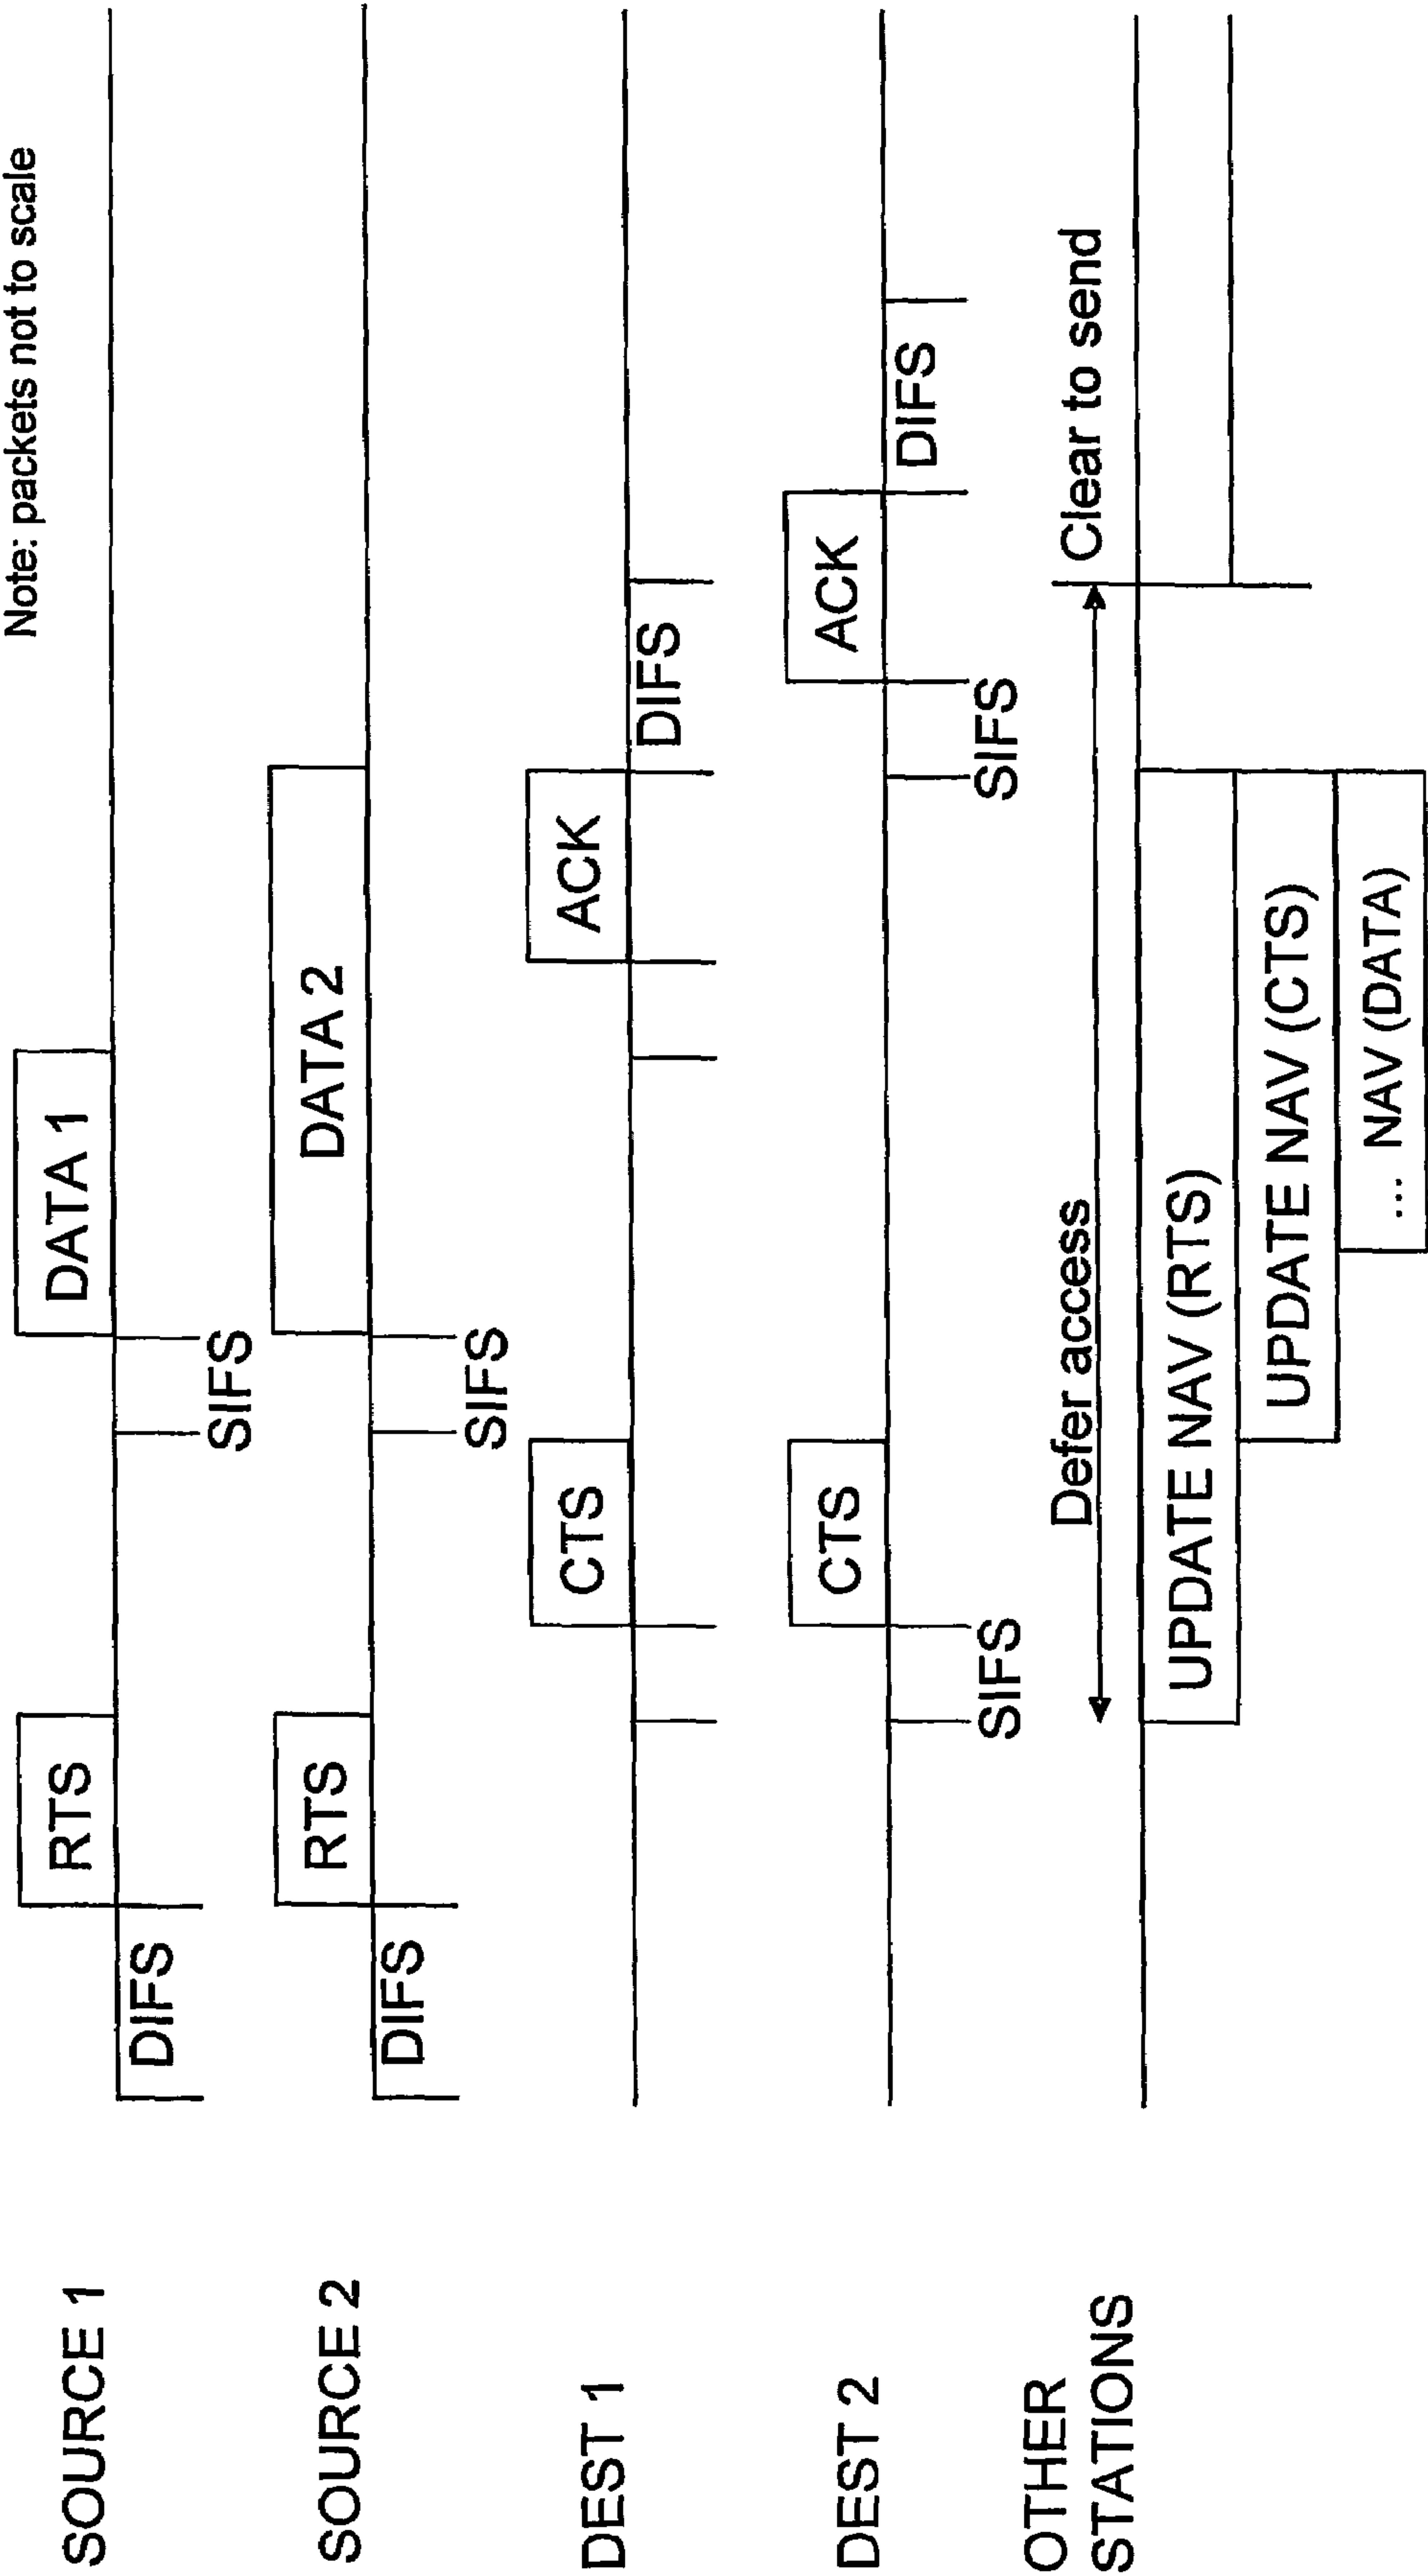 Note: packets not to scale
SOURCE 1
DIFS
RTS
SIFS
DATA 1
SOURCE 2
DIFS
RTS
SIFS
DATA 2
DEST 1
CTS
ACK
DIFS
DEST 2
SIFS
CTS
SIFS
ACK
DIFS
OTHER
STATIONS
Defer access
Clear to send
UPDATE NAV (RTS)
UPDATE NAV (CTS)
... NAV (DATA)